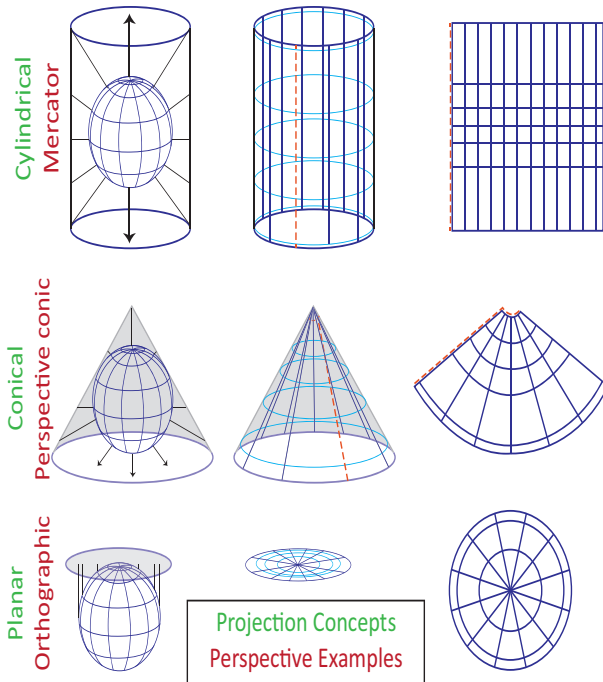 Cylindrical
Mercator
Conical
Perspective conic
Planar
Orthographic
Projection Concepts
Perspective Examples